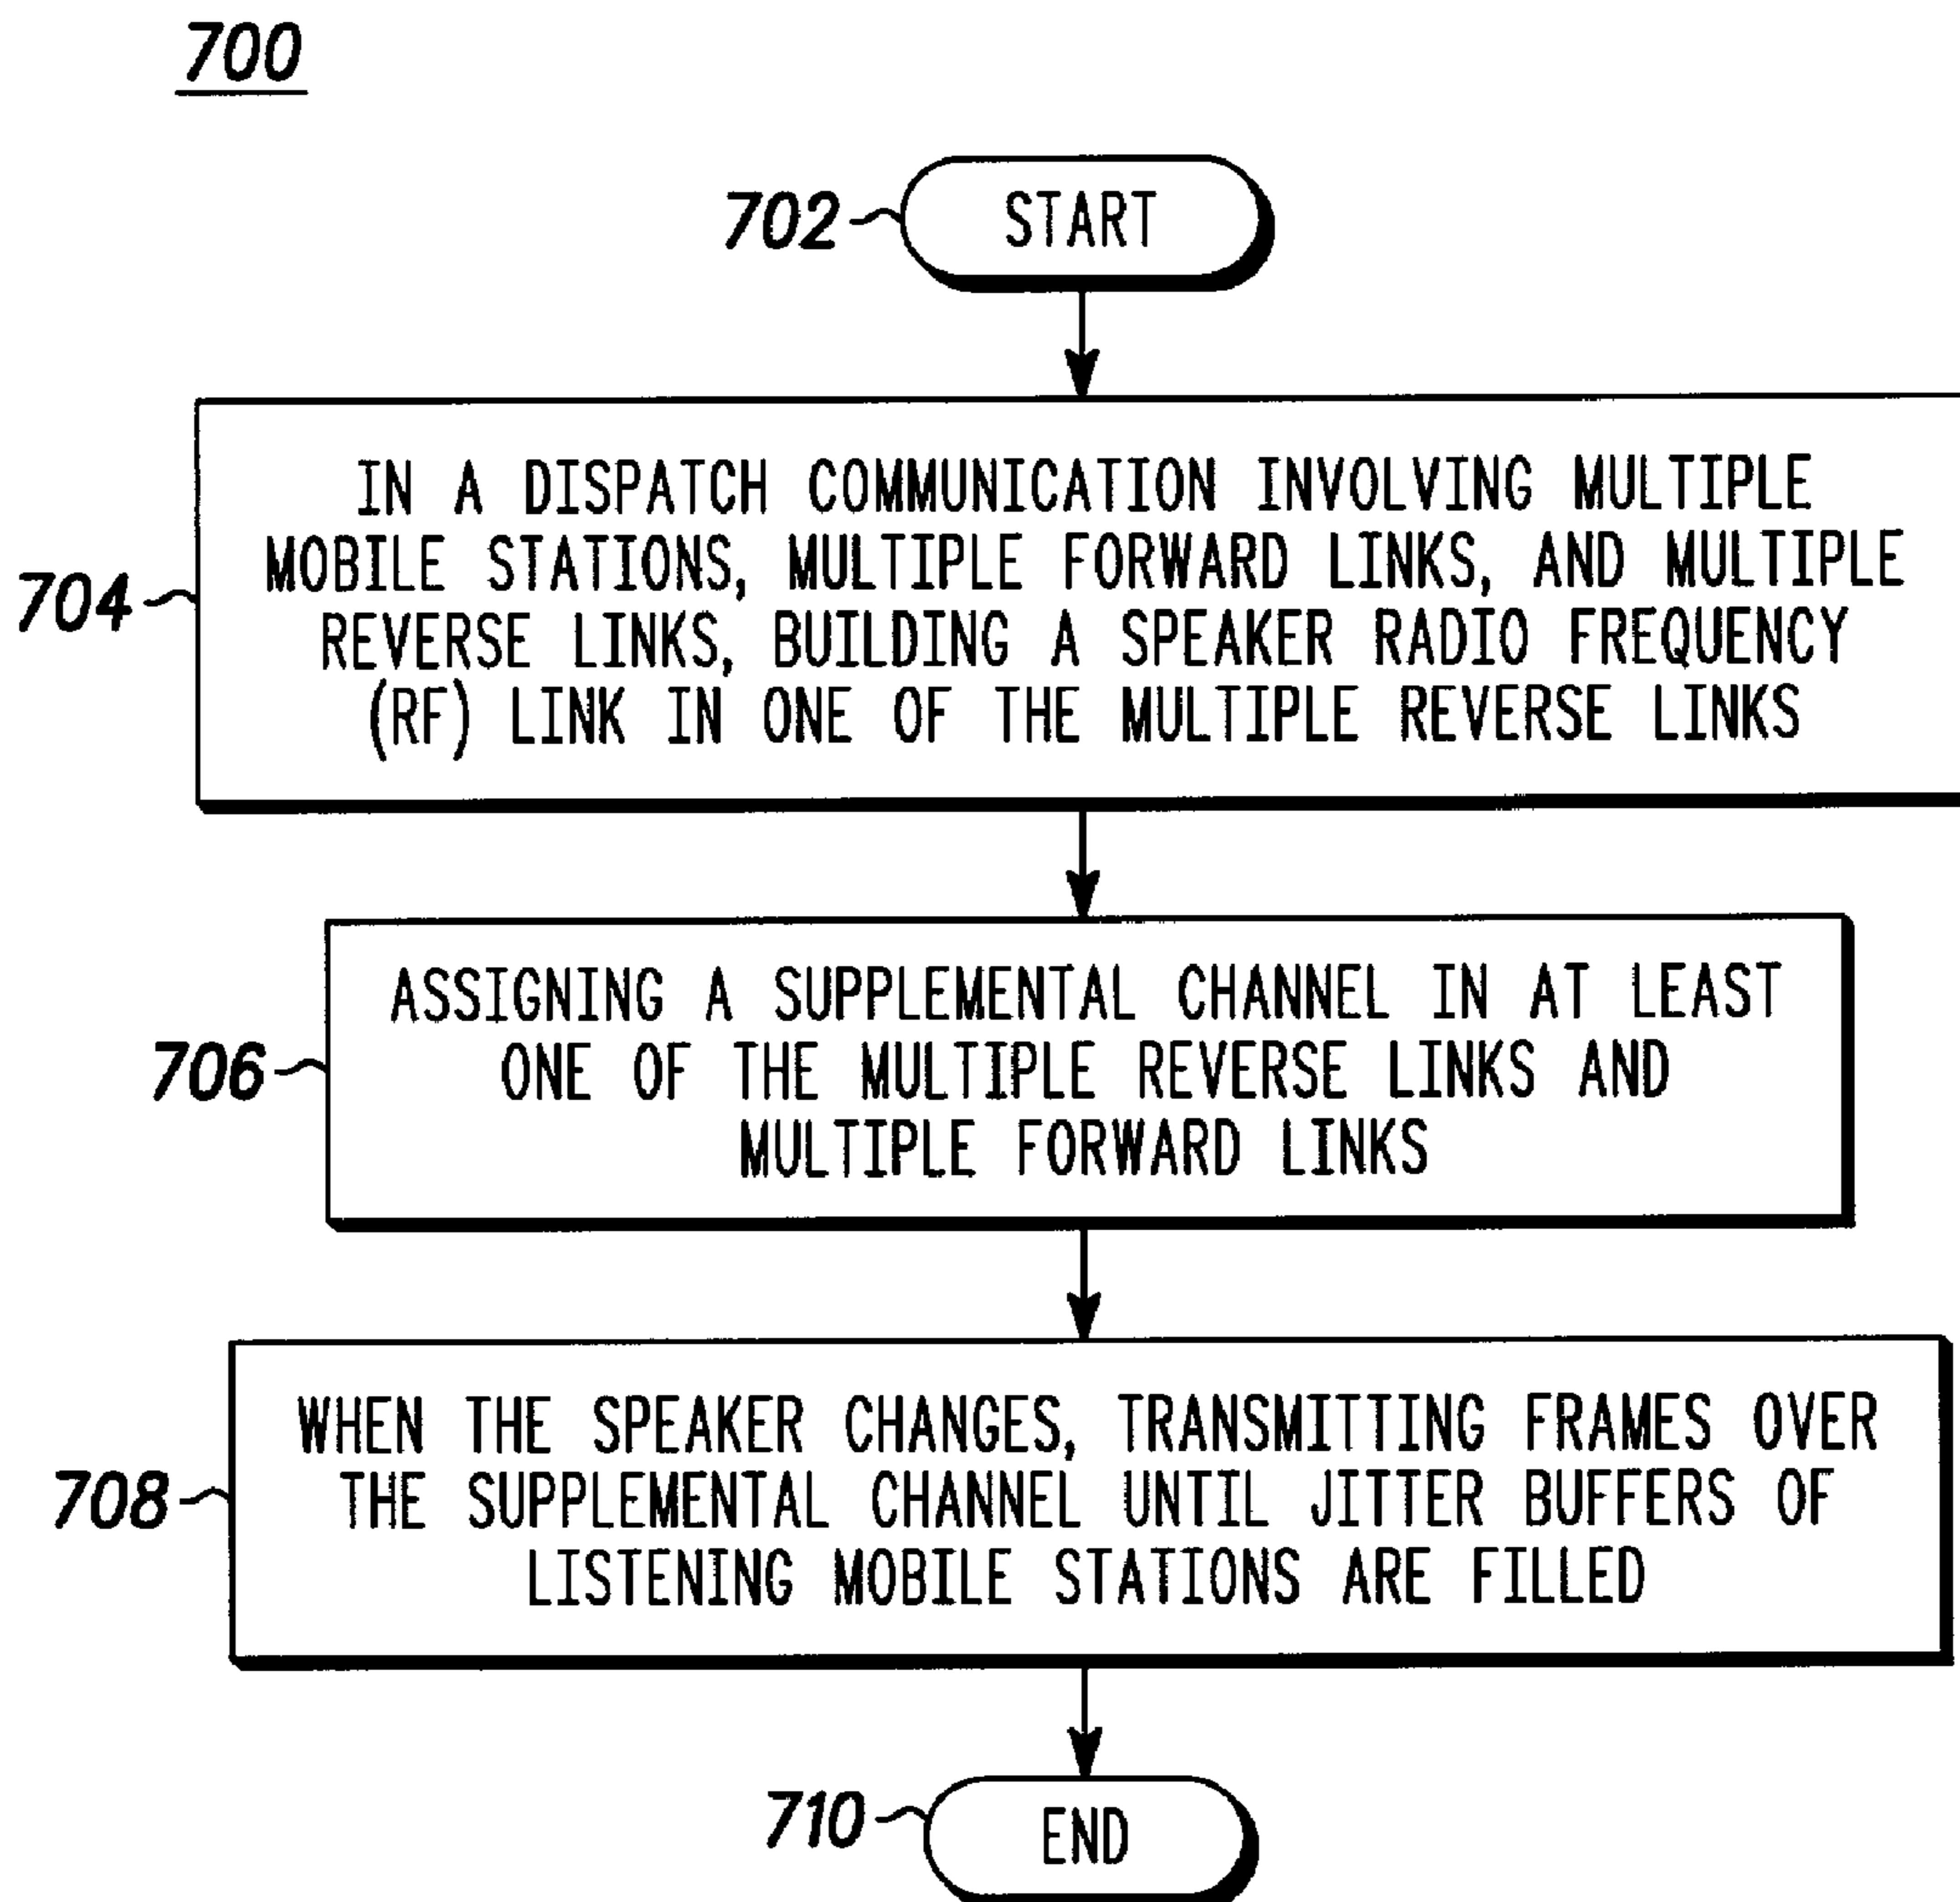 700
702
START
704
IN A DISPATCH COMMUNICATION INVOLVING MULTIPLE
MOBILE STATIONS, MULTIPLE FORWARD LINKS, AND MULTIPLE
REVERSE LINKS, BUILDING A SPEAKER RADIO FREQUENCY
(RF) LINK IN ONE OF THE MULTIPLE REVERSE LINKS
706
ASSIGNING A SUPPLEMENTAL CHANNEL IN AT LEAST
ONE OF THE MULTIPLE REVERSE LINKS AND
MULTIPLE FORWARD LINKS
708
WHEN THE SPEAKER CHANGES, TRANSMITTING FRAMES OVER
THE SUPPLEMENTAL CHANNEL UNTIL JITTER BUFFERS OF
LISTENING MOBILE STATIONS ARE FILLED
710
END